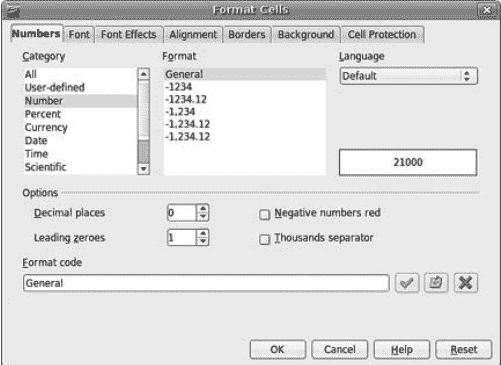 Format Cells
Numbers Font Font Effects Alignment Borders Background Cell Protection
Category Format Language
All General Default
User-defined -1234
Number -1234.12
Percent -1,234
Currency -1,234.12
Date -1,234.12
Time
Scientific 21000
Options
Decimal places 0 Negative numbers red
Leading zeroes 1 Thousands separator
Format code
General
OK Cancel Help Reset